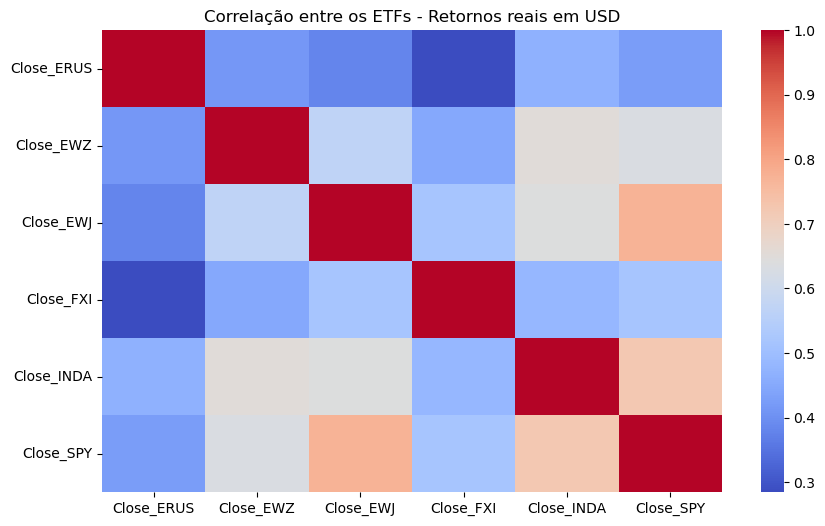 Correlação entre os ETFs - Retornos reais em USD
Close_ERUS
Close_EWZ
Close_EWJ
Close_FXI
Close_INDA
Close_SPY
Close_ERUS Close_EWZ Close_EWJ Close_FXI Close_INDA Close_SPY
1.0
0.9
0.8
0.7
0.6
0.5
0.4
0.3